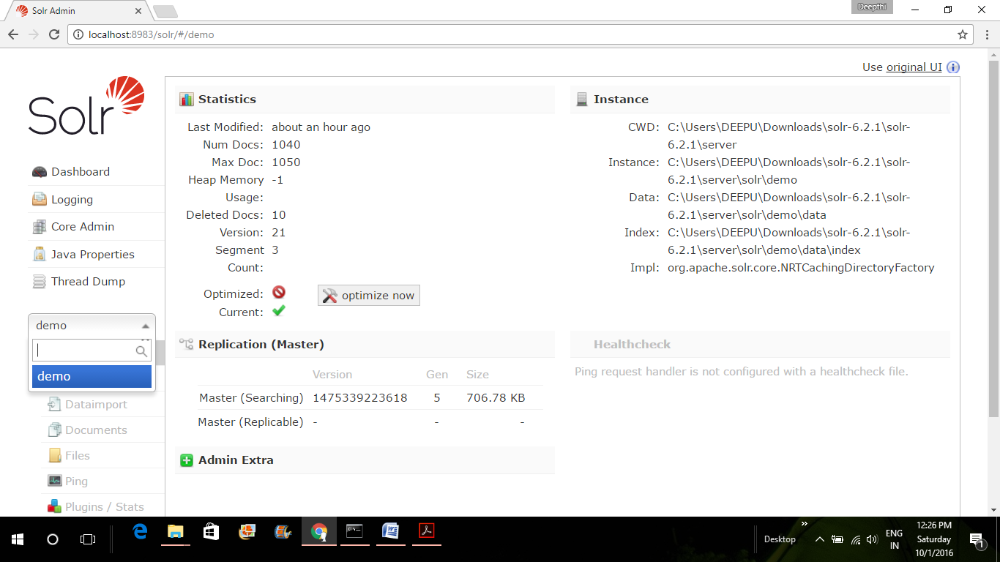 Solr Admin
Deepthi
localhost:8983/solr/#/demo
Use original UI
Solr
Dashboard
Logging
Core Admin
Java Properties
Thread Dump
demo
demo
Dataimport
Documents
Files
Ping
Plugins / Stats
Statistics
Last Modified: about an hour ago
Num Docs: 1040
Max Doc: 1050
Heap Memory -1
Usage:
Deleted Docs: 10
Version: 21
Segment 3
Count:
Optimized:
optimize now
Current:
Instance
CWD: C:\Users\DEEPU\Downloads\solr-6.2.1\solr-
6.2.1\server
Instance: C:\Users\DEEPU\Downloads\solr-6.2.1\solr-
6.2.1\server\solr\demo
Data: C:\Users\DEEPU\Downloads\solr-6.2.1\solr-
6.2.1\server\solr\demo\data
Index: C:\Users\DEEPU\Downloads\solr-6.2.1\solr-
6.2.1\server\solr\demo\data\index
Impl: org.apache.solr.core.NRTCachingDirectoryFactory
Replication (Master)
Version Gen Size
Master (Searching) 1475339223618 5 706.78 KB
Master (Replicable) - - -
Healthcheck
Ping request handler is not configured with a healthcheck file.
Admin Extra
Desktop
ENG
IN
12:26 PM
Saturday
10/1/2016
1